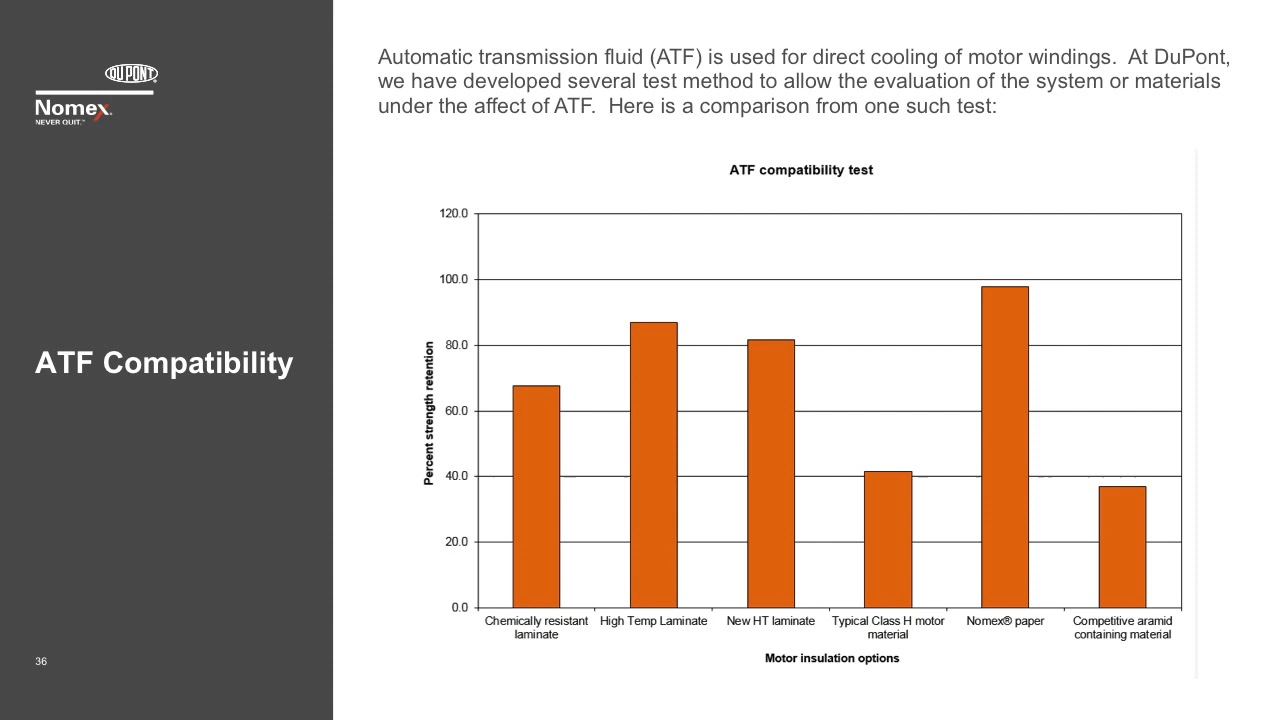 DUPONT
Nomex®
NEVER QUIT.™
ATF Compatibility
36
Automatic transmission fluid (ATF) is used for direct cooling of motor windings.  At DuPont,
we have developed several test method to allow the evaluation of the system or materials
under the affect of ATF.  Here is a comparison from one such test:
ATF compatibility test
120.0
100.0
80.0
60.0
40.0
20.0
0.0
Percent strength retention
Chemically resistant
laminate
High Temp Laminate
New HT laminate
Typical Class H motor
material
Nomex® paper
Competitive aramid
containing material
Motor insulation options